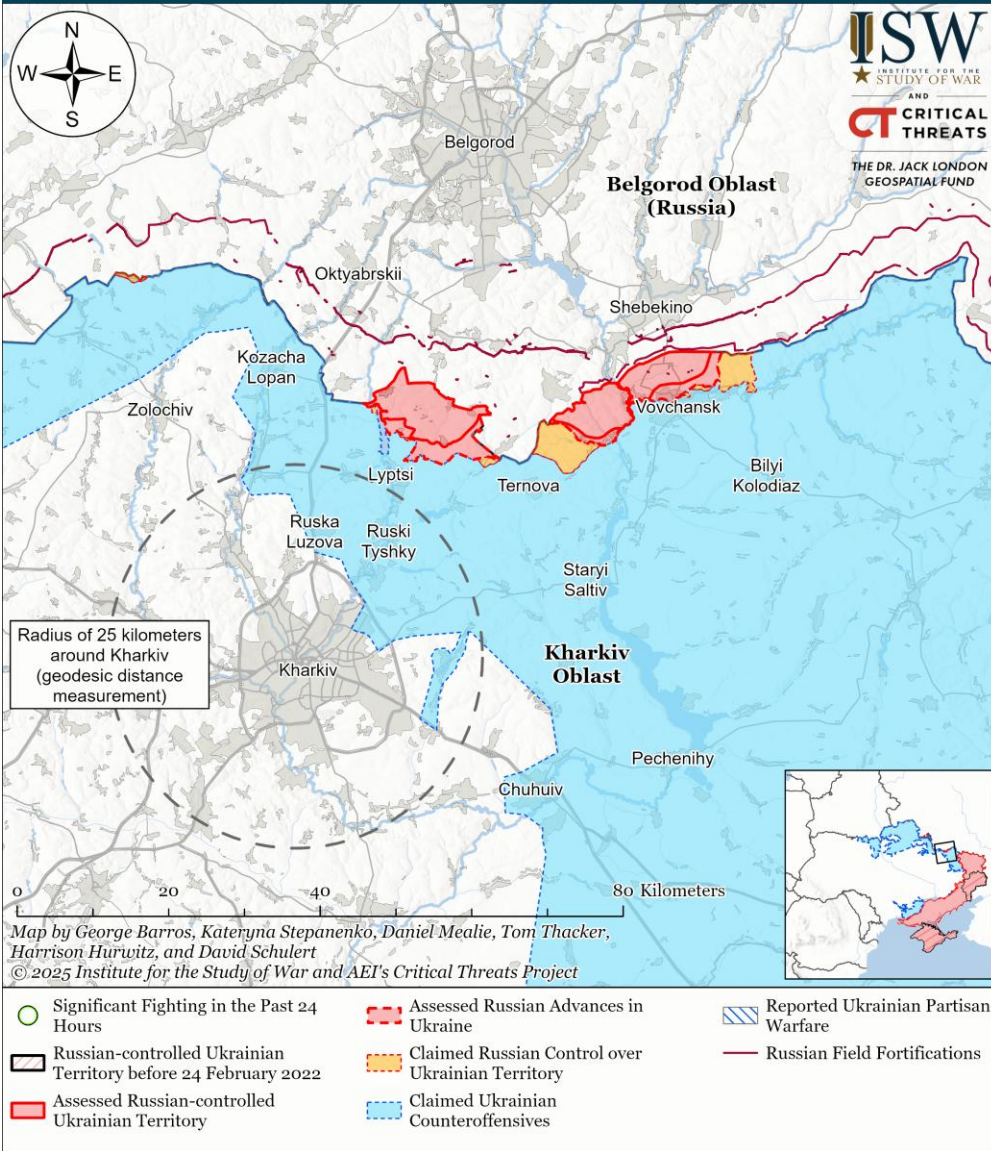 N
W E
S
ISW
INSTITUTE FOR THE
STUDY OF WAR
AND
CT CRITICAL
THREATS
THE DR. JACK LONDON
GEOSPATIAL FUND
Belgorod
Belgorod Oblast
(Russia)
Oktyabrskii
Shebekino
Kozacha
Lopan
Zolochiv
Vovchansk
Lyptsi
Ternova
Bilyi
Kolodiaz
Ruska
Luzova
Ruski
Tyshky
Staryi
Saltiv
Radius of 25 kilometers
around Kharkiv
(geodesic distance
measurement)
Kharkiv
Kharkiv
Oblast
Pechenihy
Chuhuiv
0 20 40 80 Kilometers
Map by George Barros, Kateryna Stepanenko, Daniel Mealie, Tom Thacker,
Harrison Hurwitz, and David Schulert
© 2025 Institute for the Study of War and AEI's Critical Threats Project
Significant Fighting in the Past 24
Hours
Russian-controlled Ukrainian
Territory before 24 February 2022
Assessed Russian-controlled
Ukrainian Territory
Assessed Russian Advances in
Ukraine
Claimed Russian Control over
Ukrainian Territory
Claimed Ukrainian
Counteroffensives
Reported Ukrainian Partisan
Warfare
Russian Field Fortifications